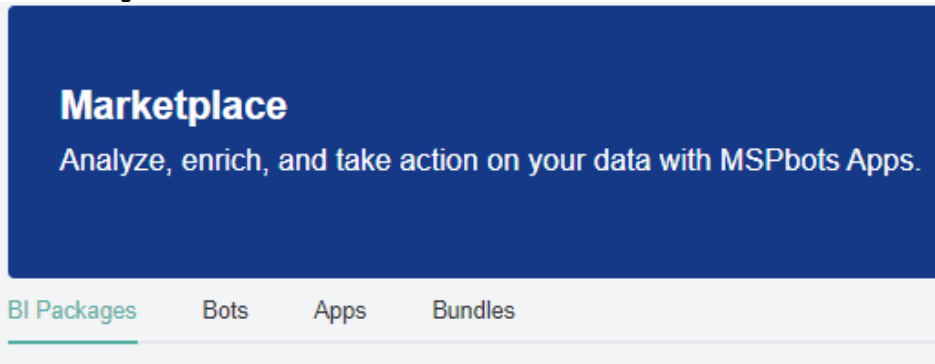 Marketplace
Analyze, enrich, and take action on your data with MSPbots Apps.
BI Packages Bots Apps Bundles